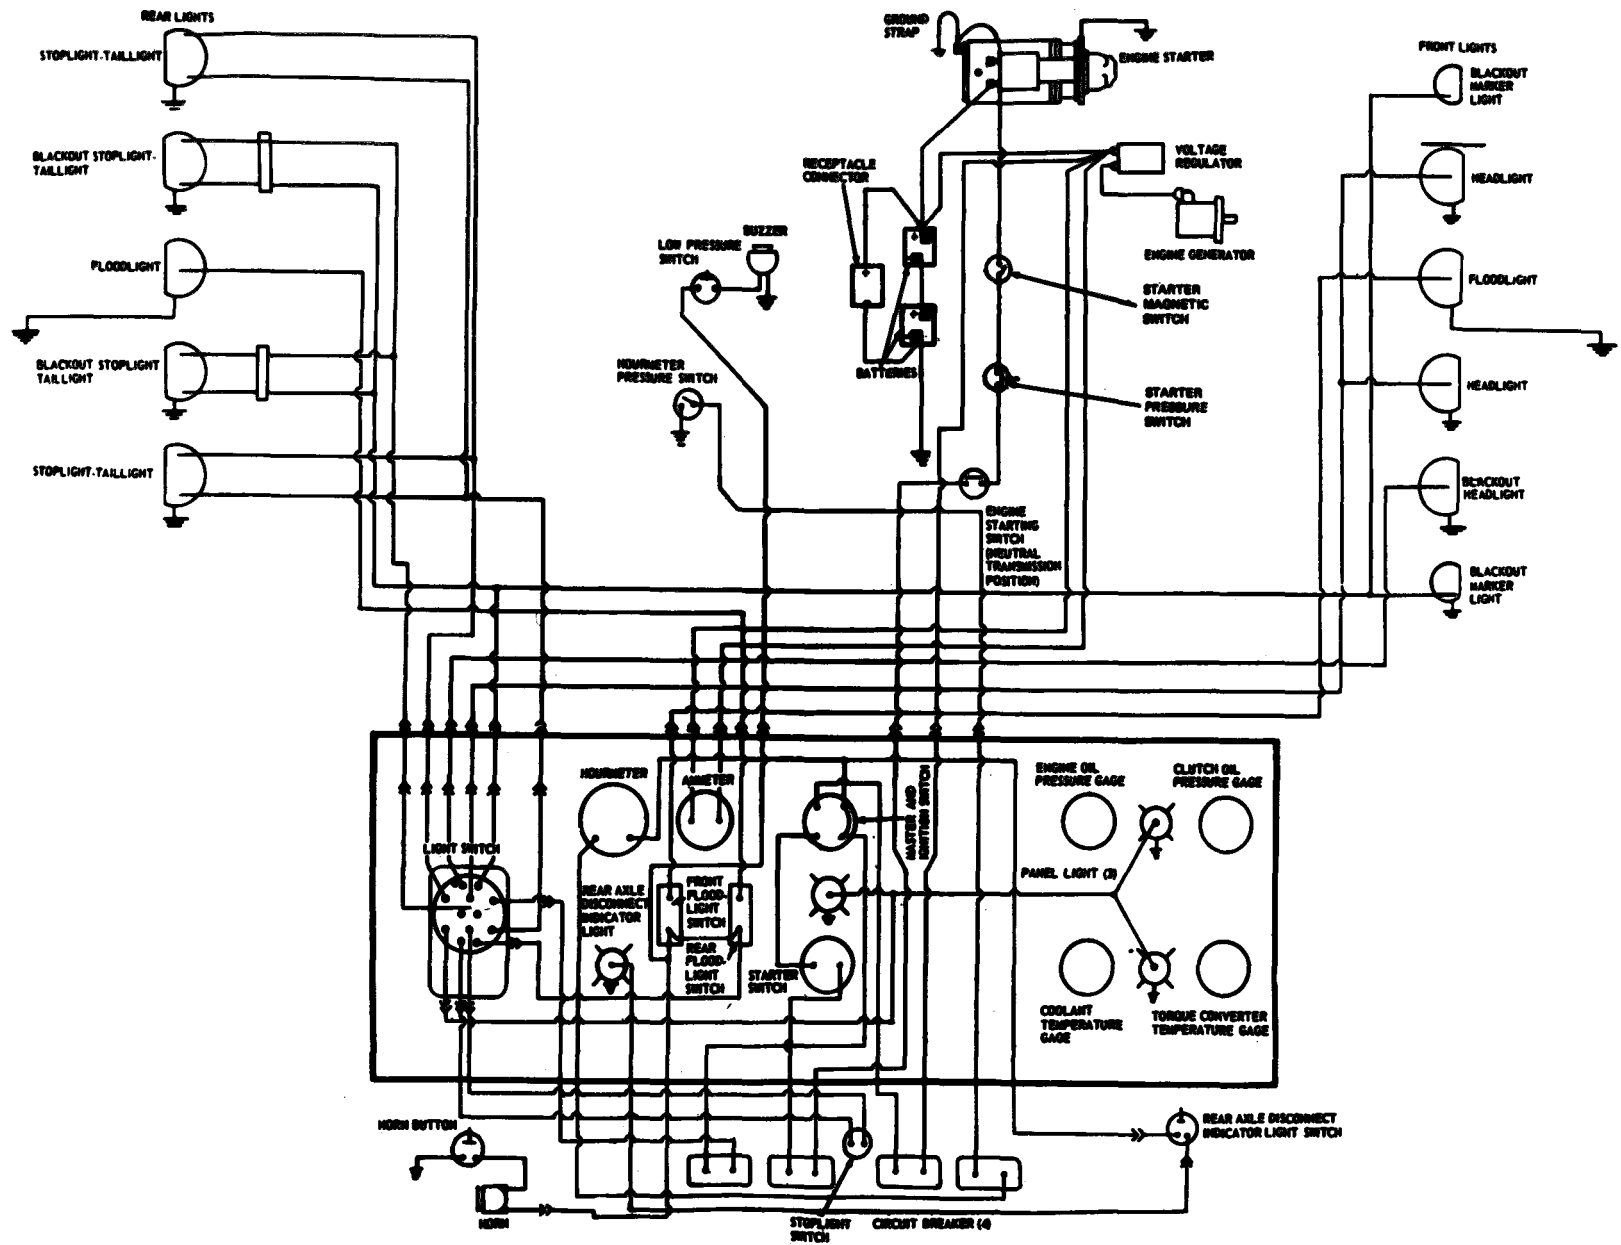 REAR LIGHTS
STOPLIGHT-TAILLIGHT
BLACKOUT STOPLIGHT-
TAILLIGHT
FLOODLIGHT
BLACKOUT STOPLIGHT
TAILLIGHT
STOPLIGHT-TAILLIGHT
GROUND
STRAP
ENGINE STARTER
RECEPTACLE
CONNECTOR
VOLTAGE
REGULATOR
LOW PRESSURE
SWITCH
BUZZER
ENGINE GENERATOR
STARTER
MAGNETIC
SWITCH
HOURMETER
PRESSURE SWITCH
BATTERIES
STARTER
PRESSURE
SWITCH
ENGINE
STARTING
SWITCH
(NEUTRAL
TRANSMISSION
POSITION)
FRONT LIGHTS
BLACKOUT
MARKER
LIGHT
HEADLIGHT
FLOODLIGHT
HEADLIGHT
BLACKOUT
HEADLIGHT
BLACKOUT
MARKER
LIGHT
HOURMETER
AMMETER
MASTER AND
IGNITION SWITCH
ENGINE OIL
PRESSURE GAGE
CLUTCH OIL
PRESSURE GAGE
LIGHT SWITCH
REAR AXLE
DISCONNECT
INDICATOR
LIGHT
FRONT
FLOOD-
LIGHT
SWITCH
REAR
FLOOD-
LIGHT
SWITCH
STARTER
SWITCH
PANEL LIGHT (3)
COOLANT
TEMPERATURE
GAGE
TORQUE CONVERTER
TEMPERATURE GAGE
HORN BUTTON
HORN
STOPLIGHT
SWITCH
CIRCUIT BREAKER (4)
REAR AXLE DISCONNECT
INDICATOR LIGHT SWITCH